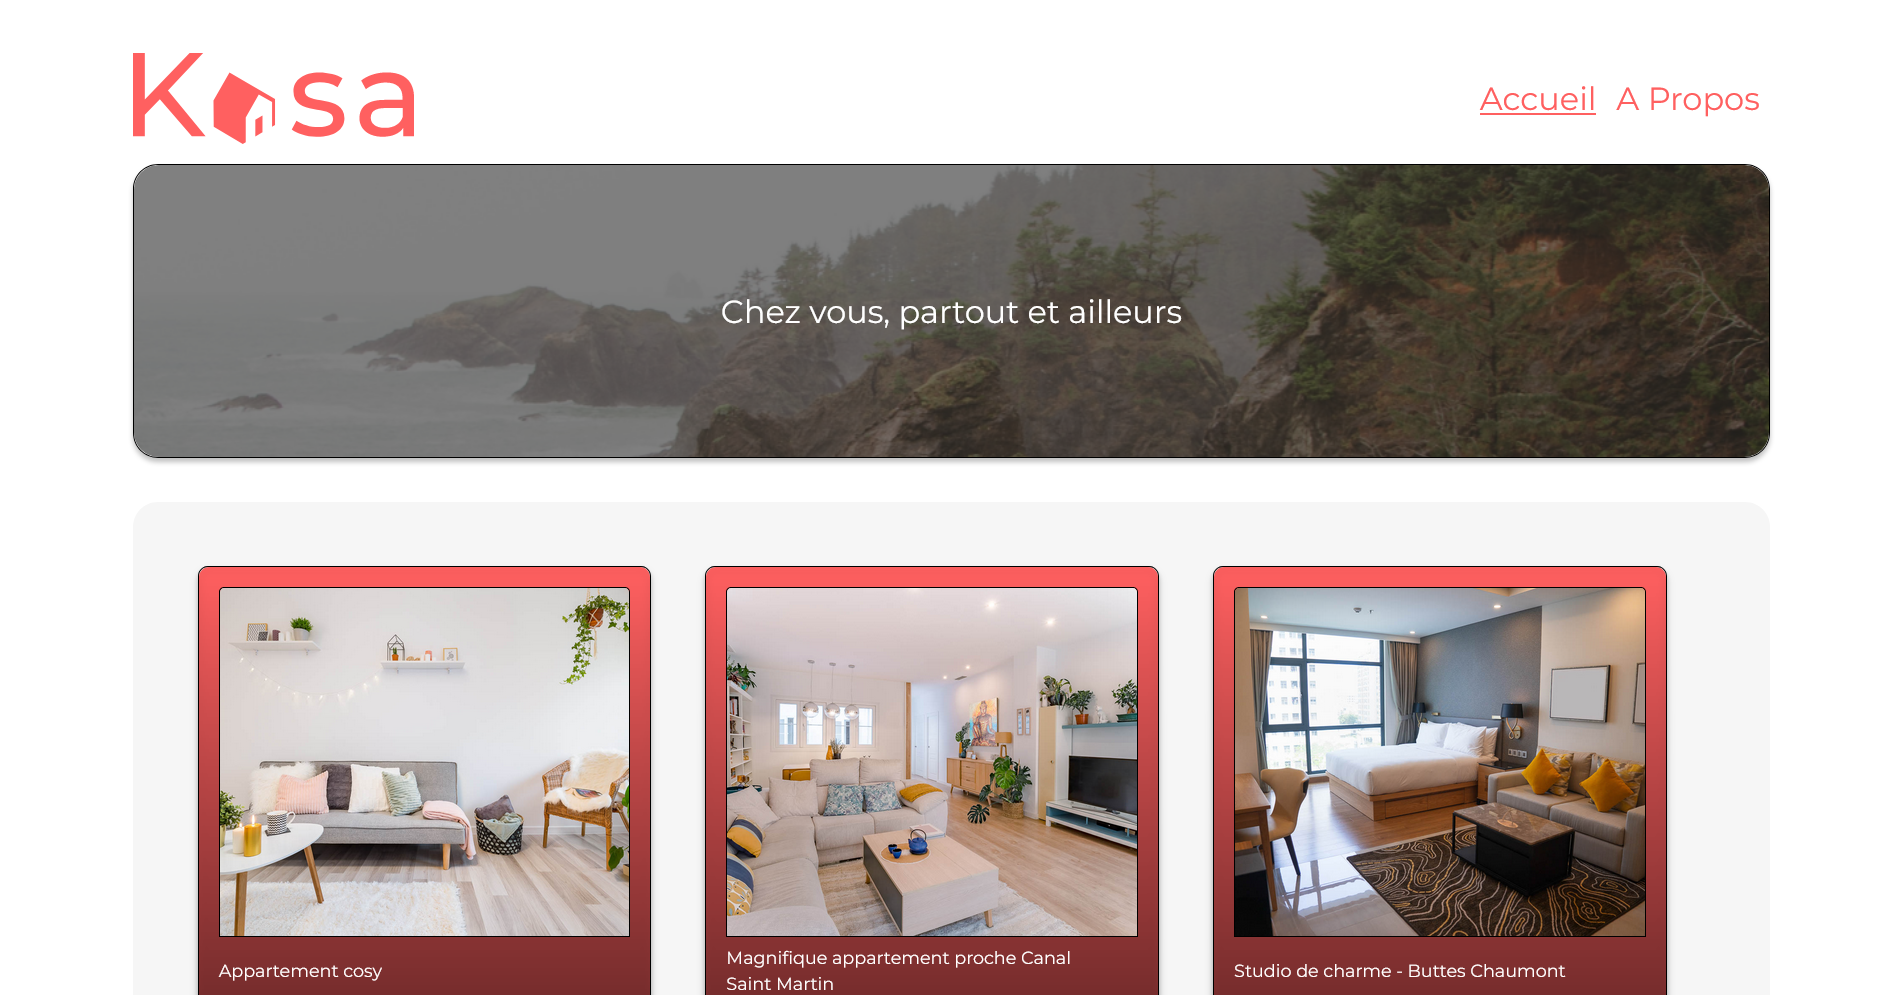 Kasa
Accueil A Propos
Chez vous, partout et ailleurs
Appartement cosy
Magnifique appartement proche Canal
Saint Martin
Studio de charme - Buttes Chaumont